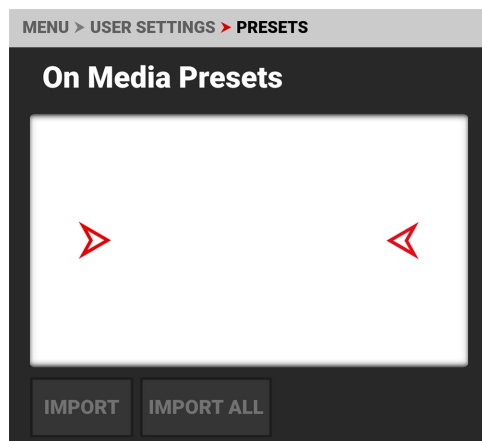 MENU USER SETTINGS PRESETS
On Media Presets
IMPORT IMPORT ALL